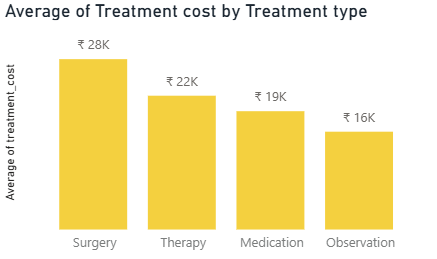 Average of Treatment cost by Treatment type
Average of treatment_cost
₹ 28K
₹ 22K
₹ 19K
₹ 16K
Surgery Therapy Medication Observation